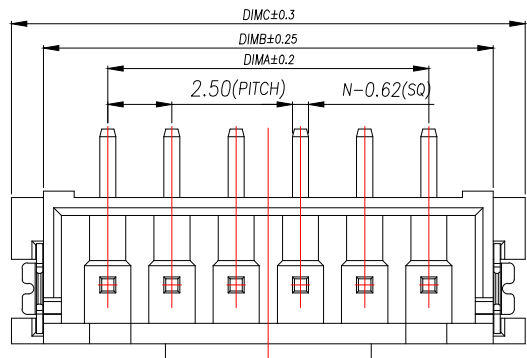 DIMC±0.3
DIMB±0.25
DIMA±0.2
2.50(PITCH)
N-0.62(SQ)